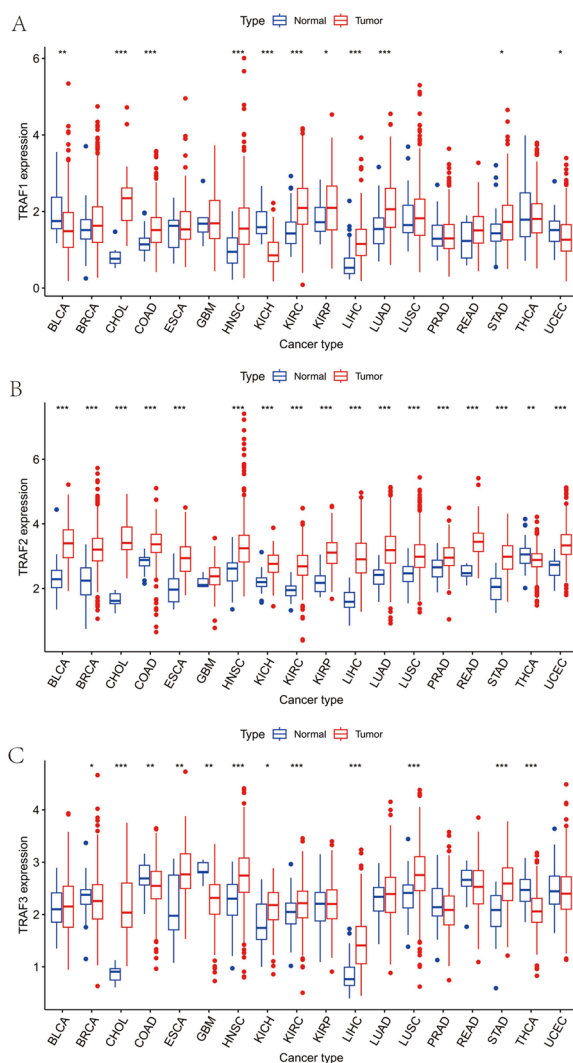 A
Type Normal Tumor
** *** *** *** *** *** * *** *** * *
TRAF1 expression
6
4
2
0
BLCA BRCA CHOL COAD ESCA GBM HNSC KICH KIRC KIRP LIHC LUAD LUSC PRAD READ STAD THCA UCEC
Cancer type
B
Type Normal Tumor
*** *** *** *** *** *** *** *** *** *** *** *** *** *** *** ** ***
TRAF2 expression
6
4
2
BLCA BRCA CHOL COAD ESCA GBM HNSC KICH KIRC KIRP LIHC LUAD LUSC PRAD READ STAD THCA UCEC
Cancer type
C
Type Normal Tumor
* *** ** ** ** *** * *** *** *** *** ***
TRAF3 expression
4
3
2
1
BLCA BRCA CHOL COAD ESCA GBM HNSC KICH KIRC KIRP LIHC LUAD LUSC PRAD READ STAD THCA UCEC
Cancer type